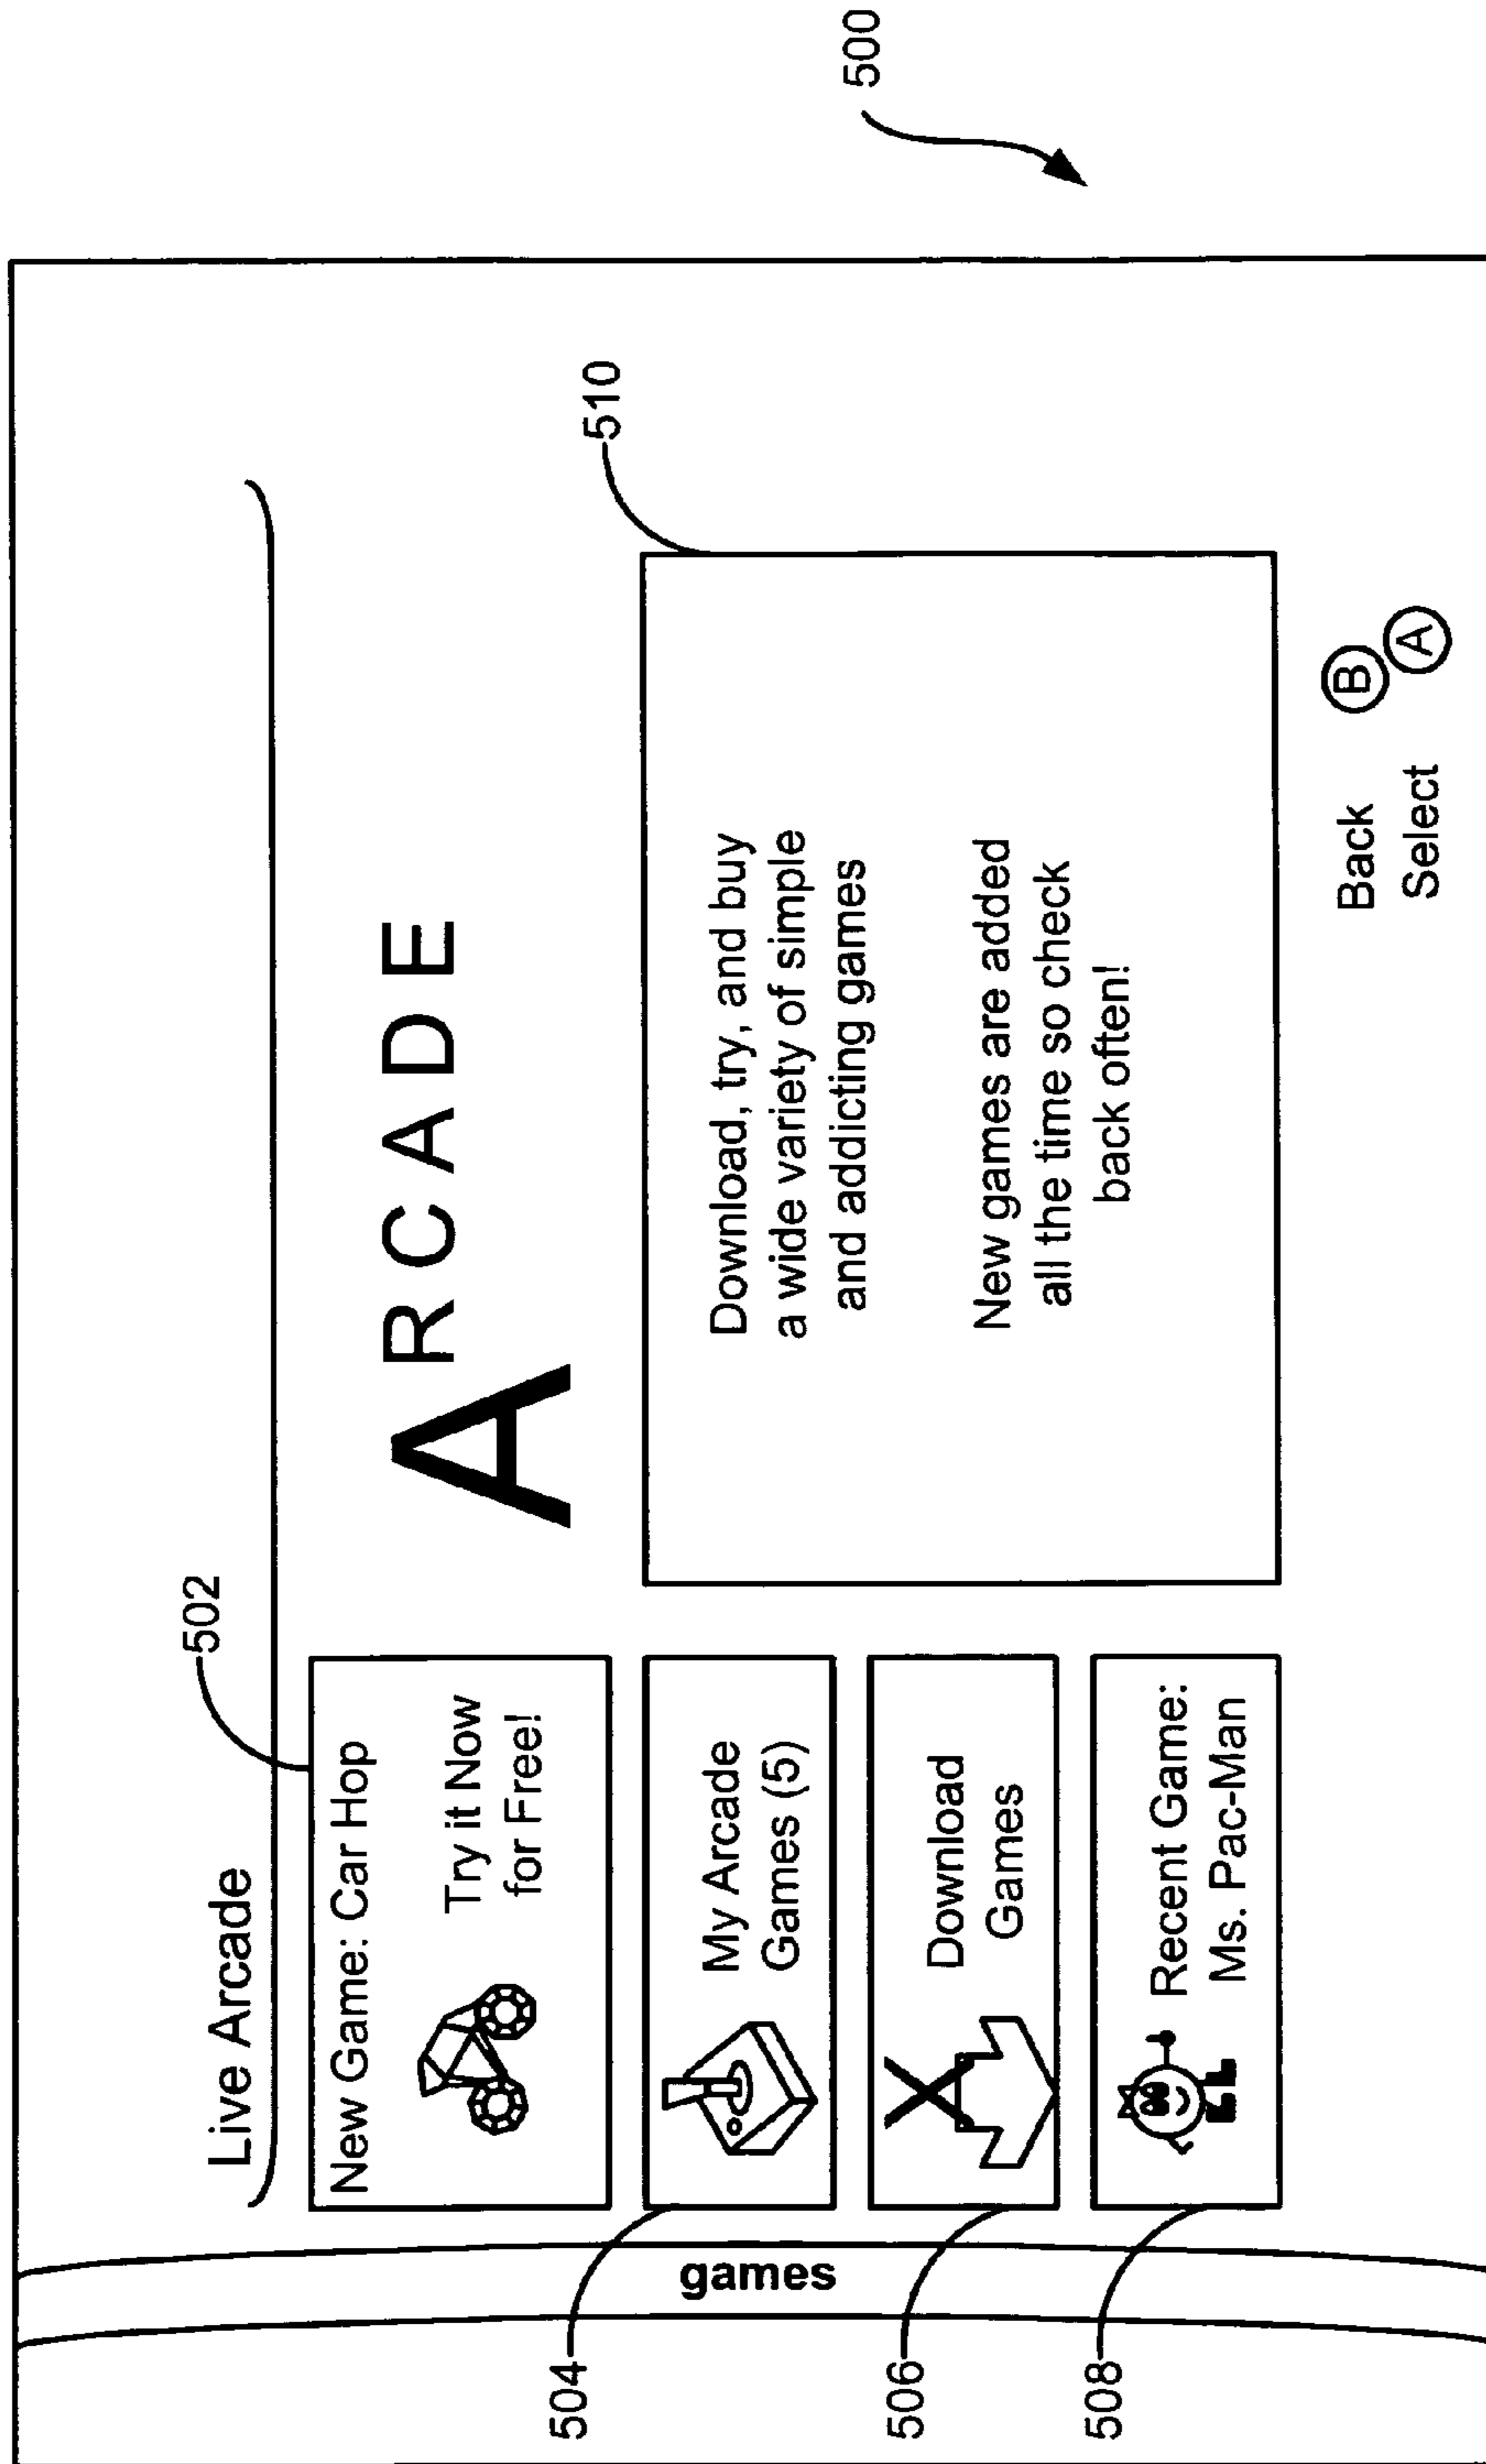 500
Live Arcade
502
New Game: Car Hop
Try it Now
for Free!
ARCADE
504
My Arcade
Games (5)
506
Download
Games
508
Recent Game:
Ms. Pac-Man
games
510
Download, try, and buy
a wide variety of simple
and addicting games
New games are added
all the time so check
back often!
Back B
Select A